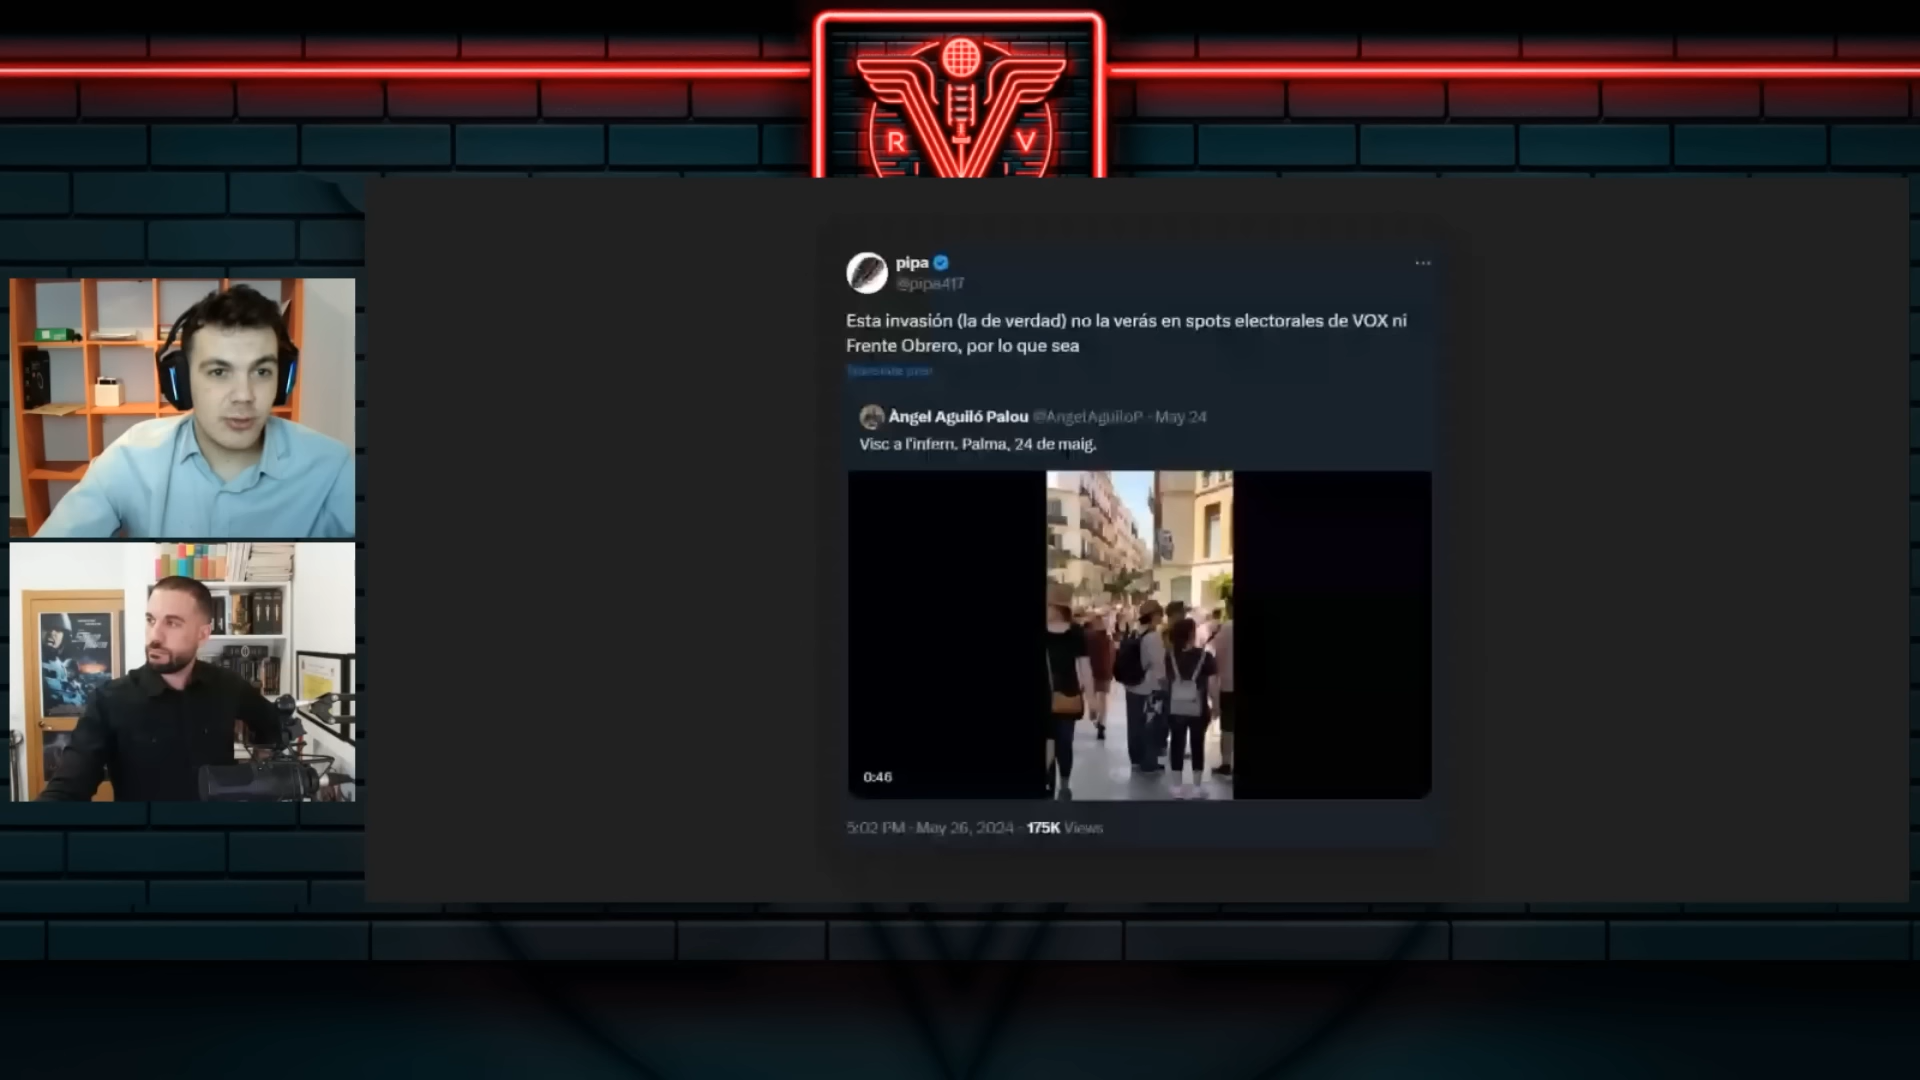 R V
pipa
@pipa417
Esta invasión (la de verdad) no la verás en spots electorales de VOX ni
Frente Obrero, por lo que sea
Translate post
Àngel Aguiló Palou @AngelAguiloP · May 24
Visc a l'infern. Palma, 24 de maig.
0:46
5:02 PM · May 26, 2024 · 175K Views